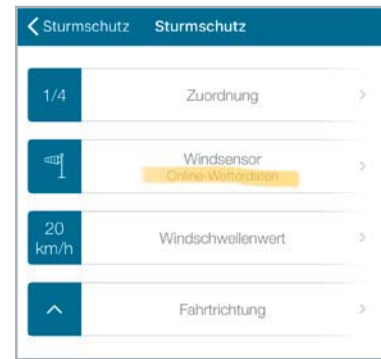 Sturmschutz Sturmschutz
1/4 Zuordnung
Windsensor
Online-Wetterdaten
20
km/h
Windschwellenwert
Fahrtrichtung